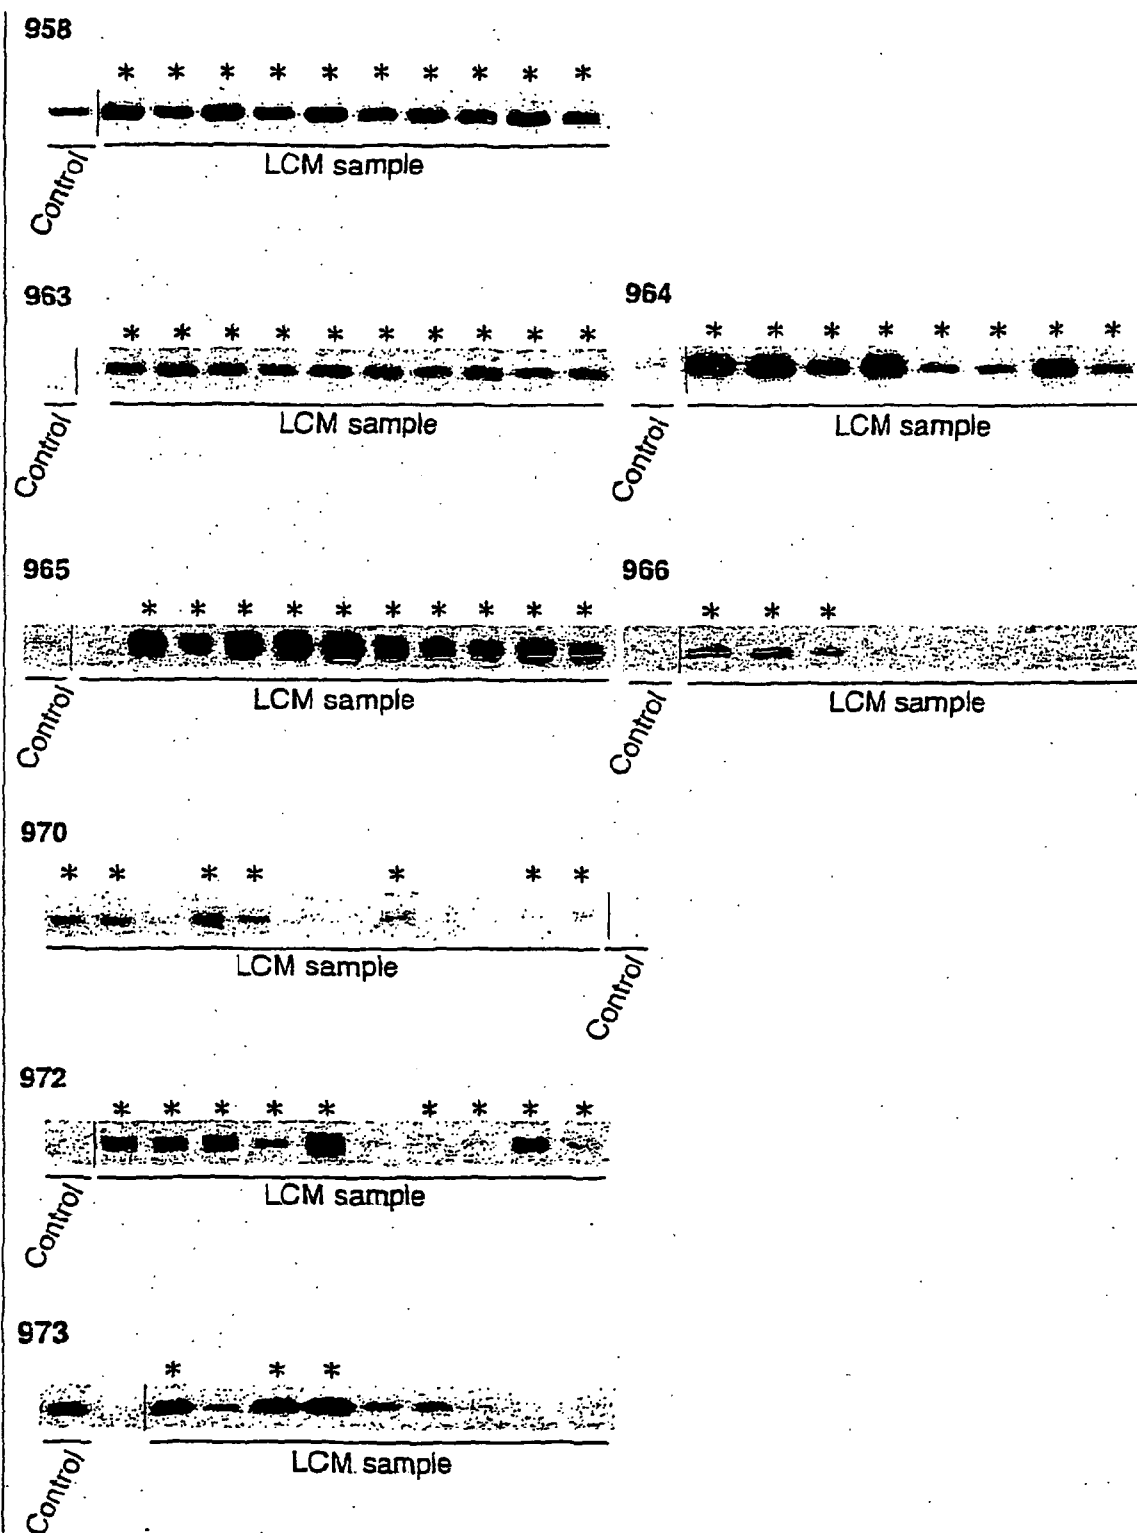 958
* * * * * * * * * *
Control
LCM sample
963
* * * * * * * * * *
Control
LCM sample
964
* * * * * * * *
Control
LCM sample
965
* * * * * * * * * *
Control
LCM sample
966
* * *
Control
LCM sample
970
* * * * * * *
LCM sample
Control
972
* * * * * * * * *
Control
LCM sample
973
* * *
Control
LCM sample